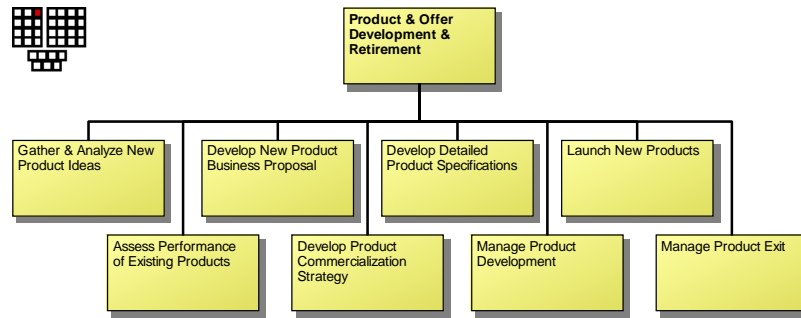 Product & Offer
Development &
Retirement
Gather & Analyze New
Product Ideas
Develop New Product
Business Proposal
Develop Detailed
Product Specifications
Launch New Products
Assess Performance
of Existing Products
Develop Product
Commercialization
Strategy
Manage Product
Development
Manage Product Exit